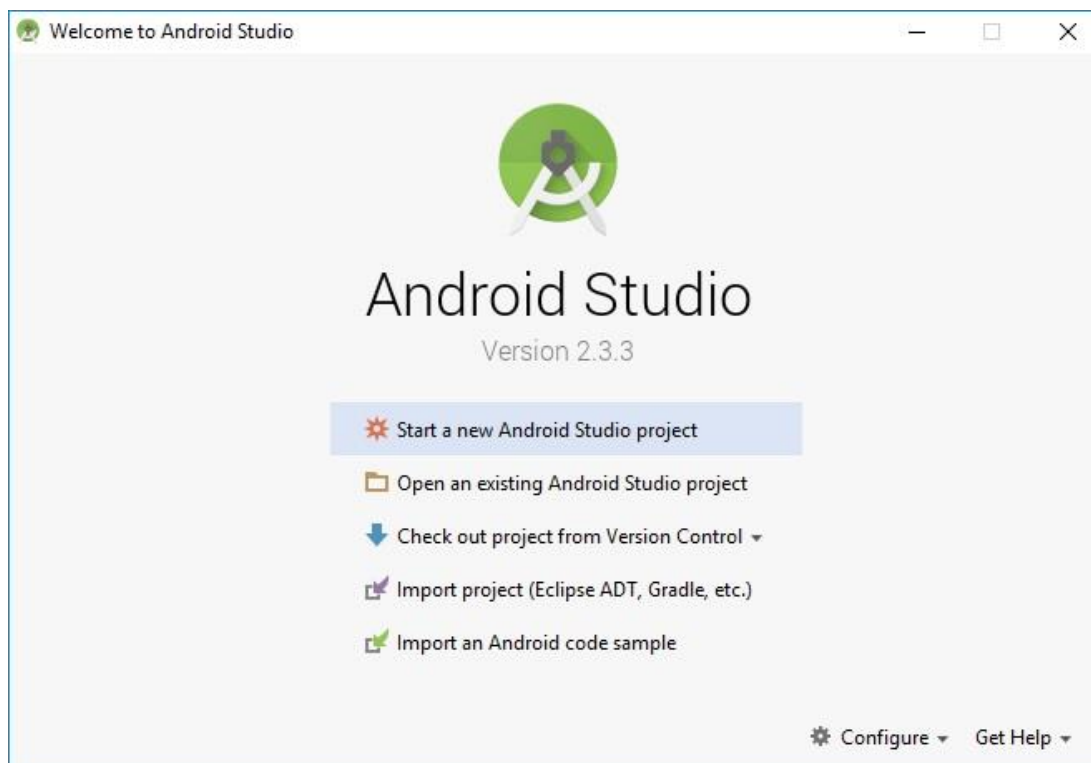 Welcome to Android Studio
Android Studio
Version 2.3.3
Start a new Android Studio project
Open an existing Android Studio project
Check out project from Version Control
Import project (Eclipse ADT, Gradle, etc.)
Import an Android code sample
Configure Get Help